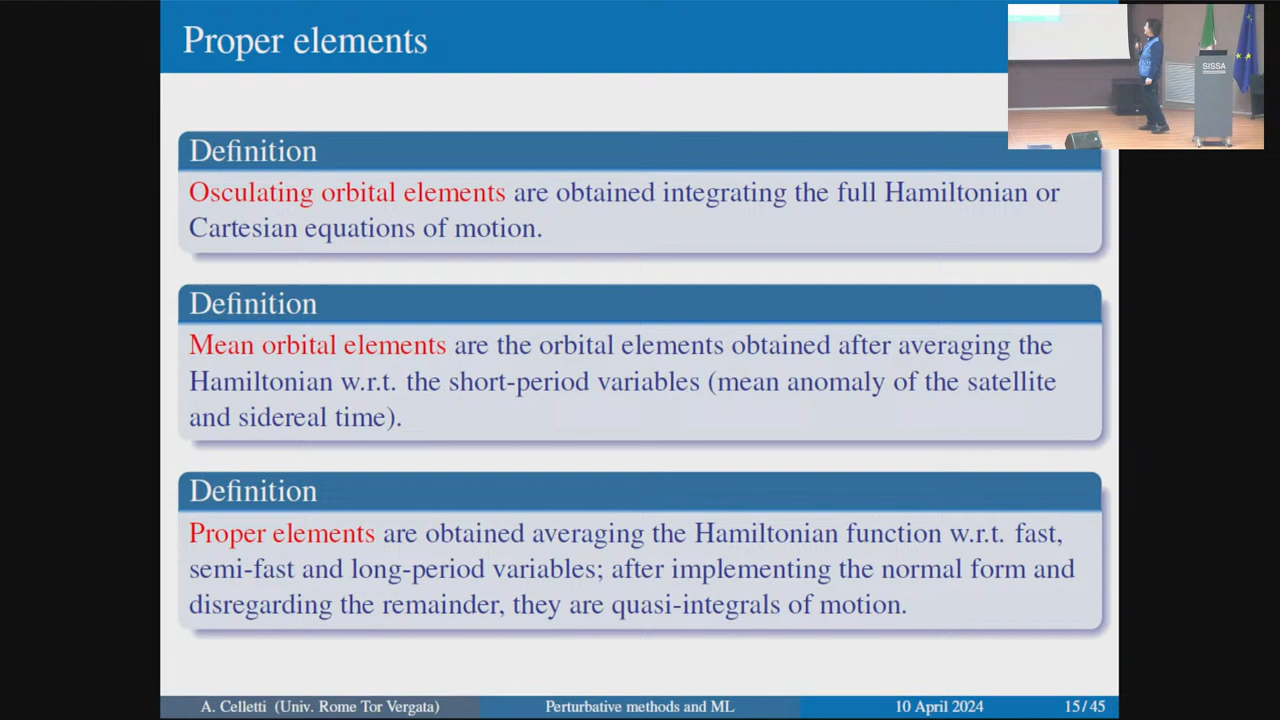 Proper elements
SISSA
Definition
Osculating orbital elements are obtained integrating the full Hamiltonian or
Cartesian equations of motion.
Definition
Mean orbital elements are the orbital elements obtained after averaging the
Hamiltonian w.r.t. the short-period variables (mean anomaly of the satellite
and sidereal time).
Definition
Proper elements are obtained averaging the Hamiltonian function w.r.t. fast,
semi-fast and long-period variables; after implementing the normal form and
disregarding the remainder, they are quasi-integrals of motion.
A. Celletti (Univ. Rome Tor Vergata) Perturbative methods and ML 10 April 2024 15/45